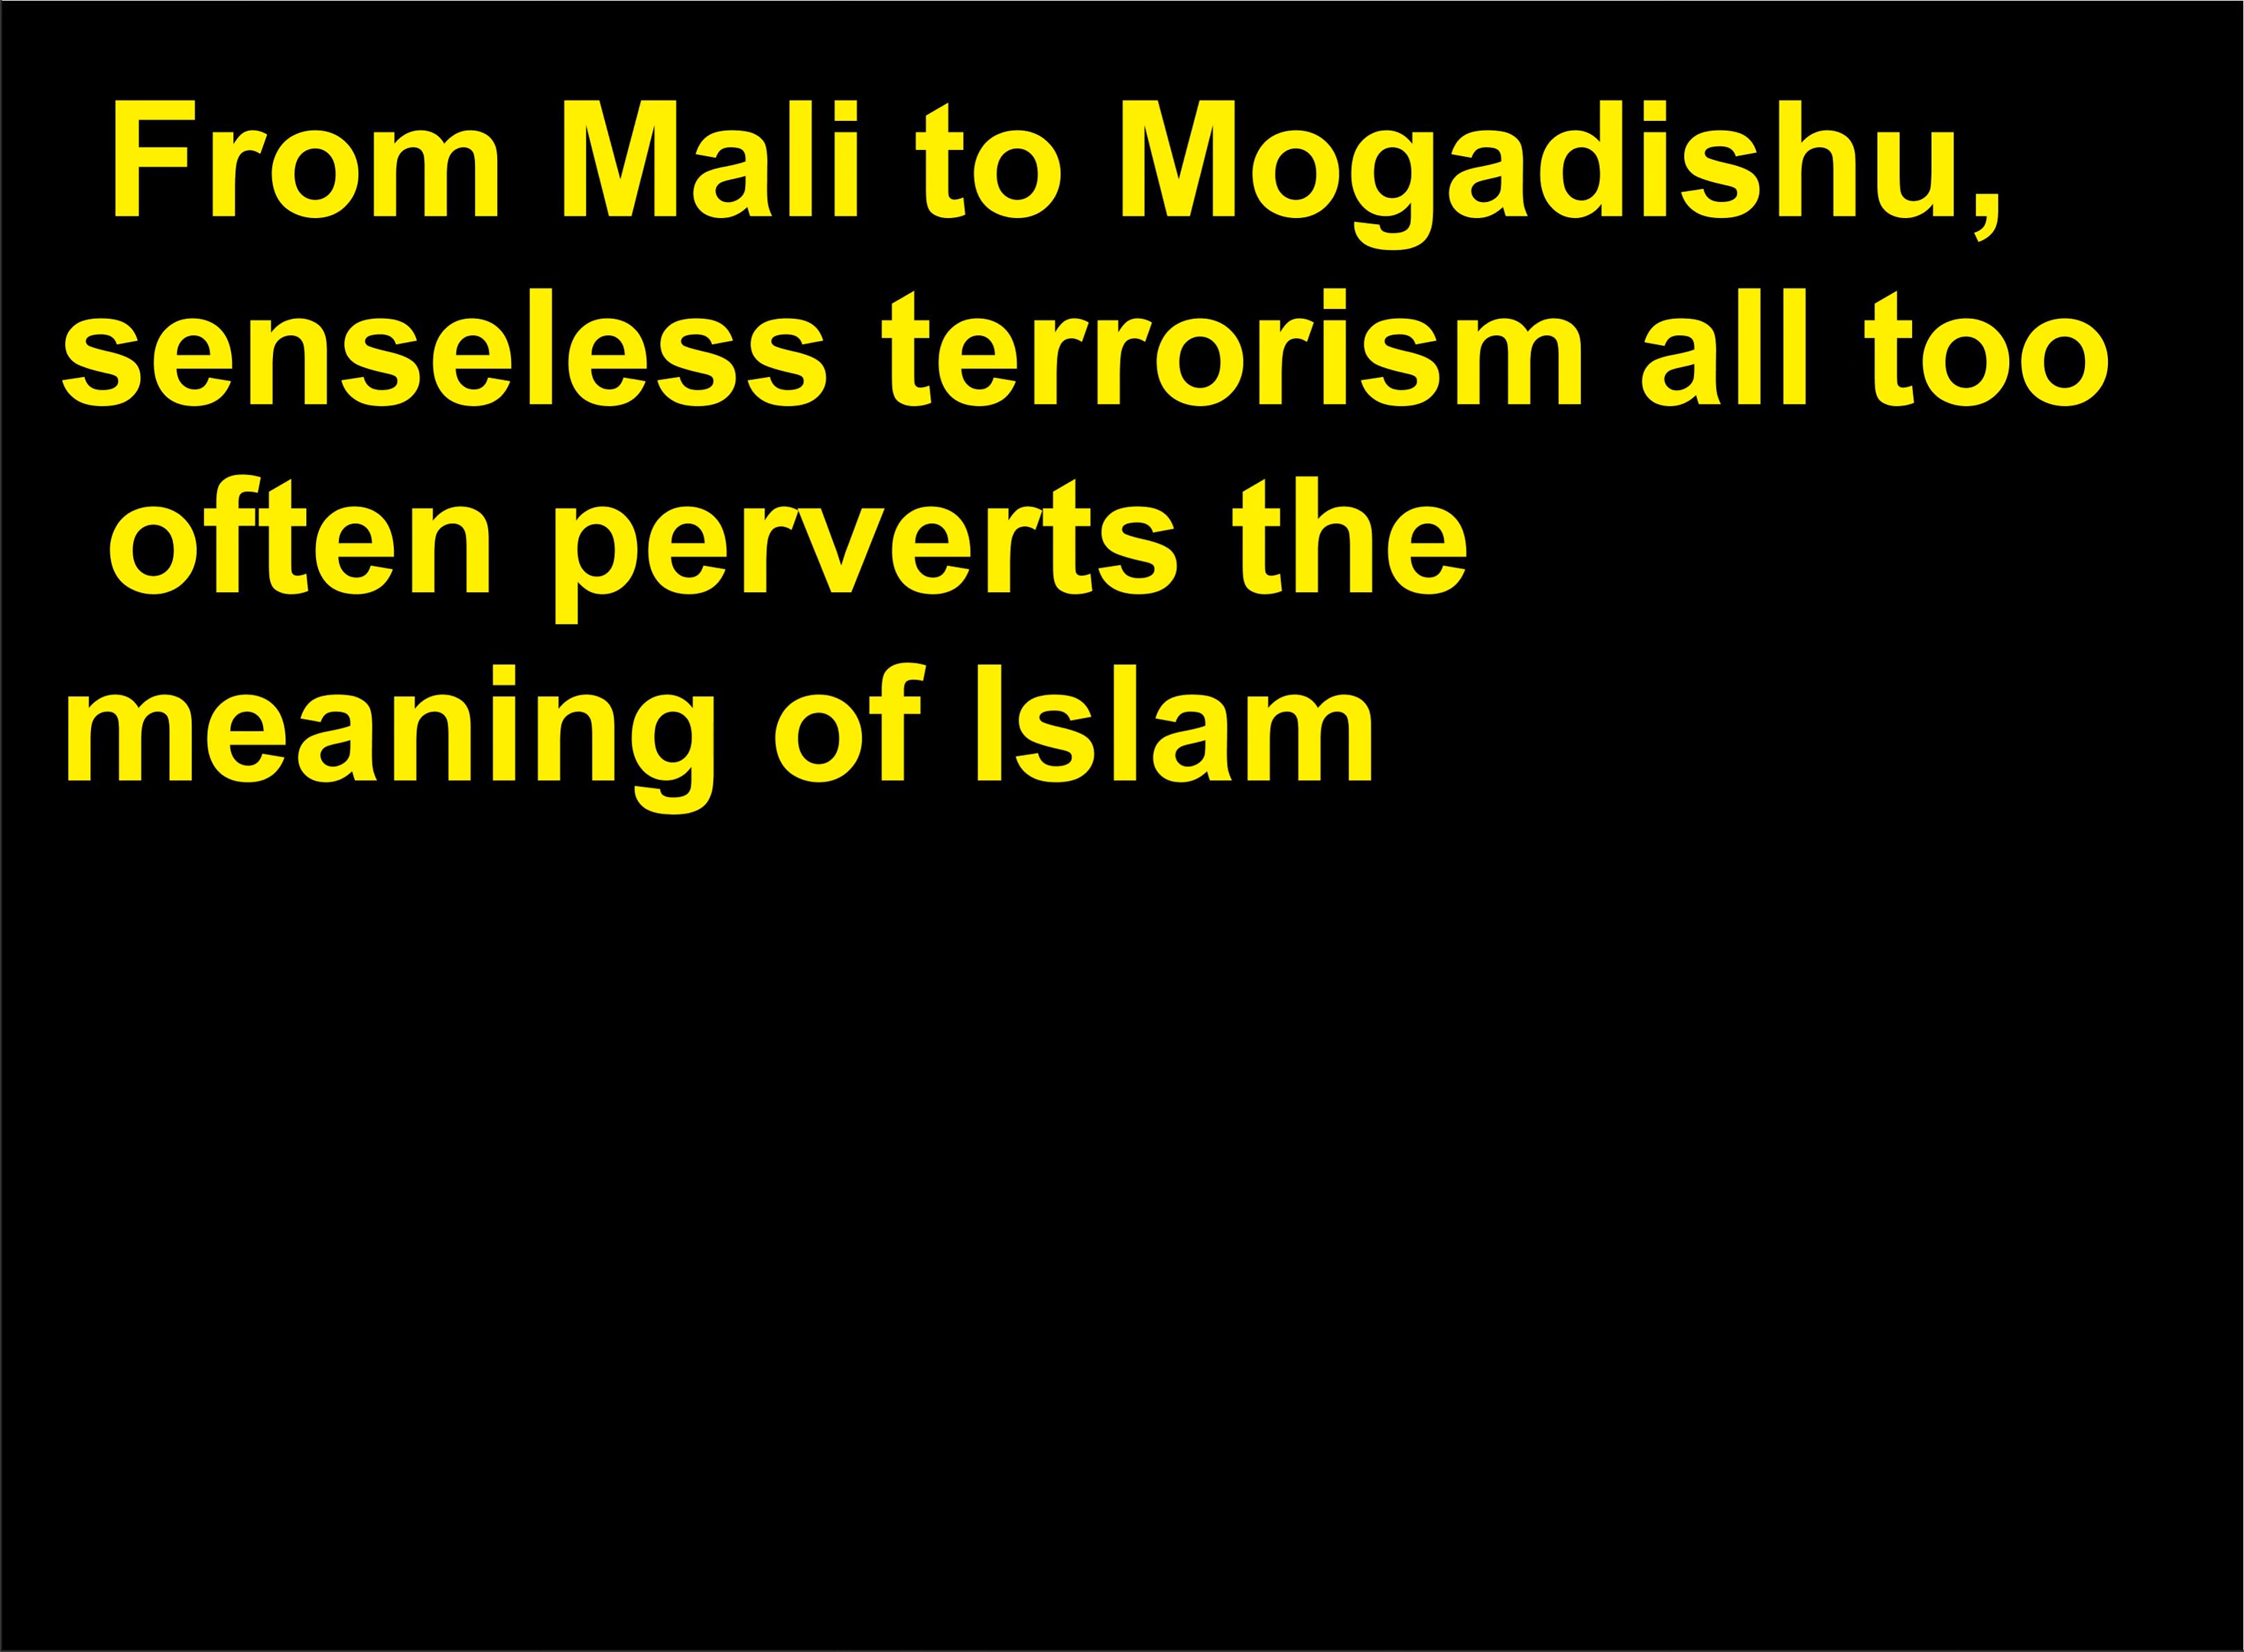 From Mali to Mogadishu,
senseless terrorism all too
often perverts the
meaning of Islam